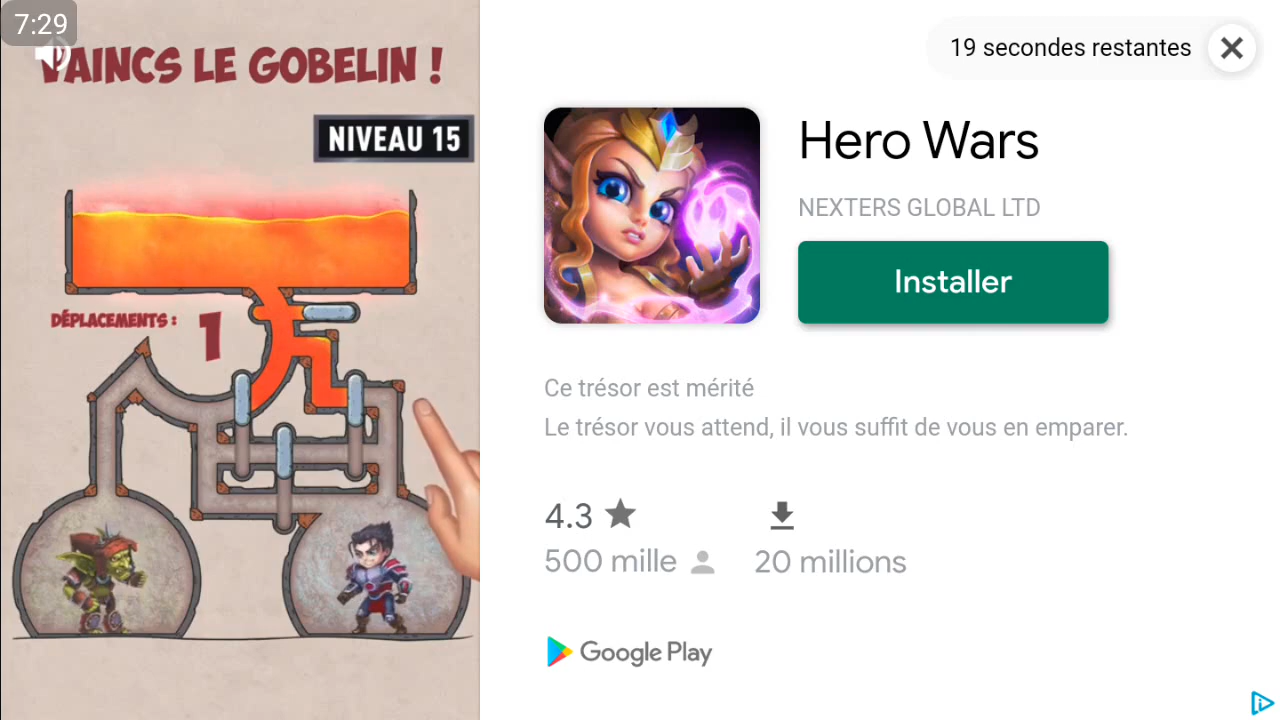 7:29
VAINCS LE GOBELIN !
NIVEAU 15
DÉPLACEMENTS : 1
19 secondes restantes
Hero Wars
NEXTERS GLOBAL LTD
Installer
Ce trésor est mérité
Le trésor vous attend, il vous suffit de vous en emparer.
4.3
500 mille
20 millions
Google Play